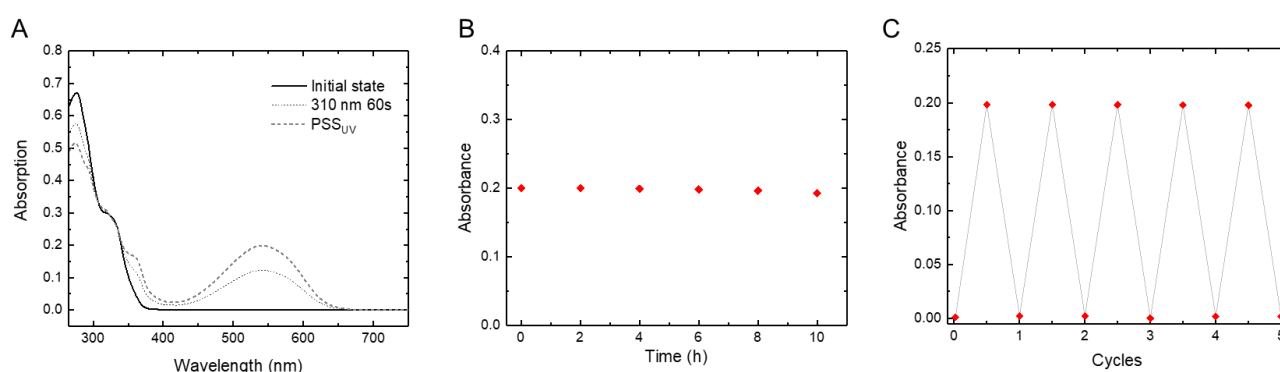 A
0.8
0.7
0.6
0.5
0.4
0.3
0.2
0.1
0.0
Absorption
300 400 500 600 700
Wavelength (nm)
Initial state
310 nm 60s
PSSUV
B
0.4
0.3
0.2
0.1
0.0
Absorbance
0 2 4 6 8 10
Time (h)
C
0.25
0.20
0.15
0.10
0.05
0.00
Absorbance
0 1 2 3 4 5
Cycles